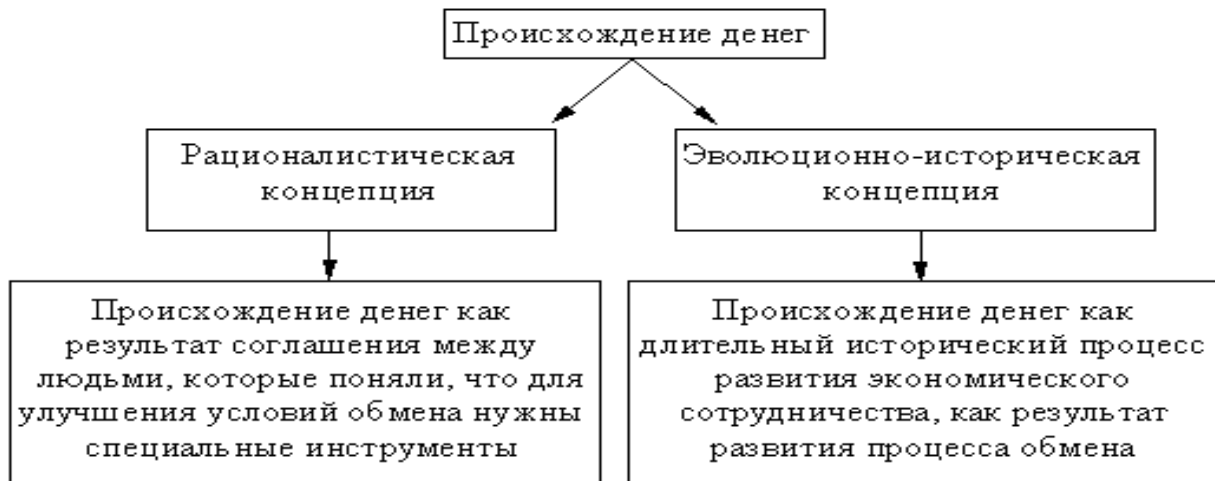 Происхождение денег
Рационалистическая
концепция
Эволюционно-историческая
концепция
Происхождение денег как
результат соглашения между
людьми, которые поняли, что для
улучшения условий обмена нужны
специальные инструменты
Происхождение денег как
длительный исторический процесс
развития экономического
сотрудничества, как результат
развития процесса обмена